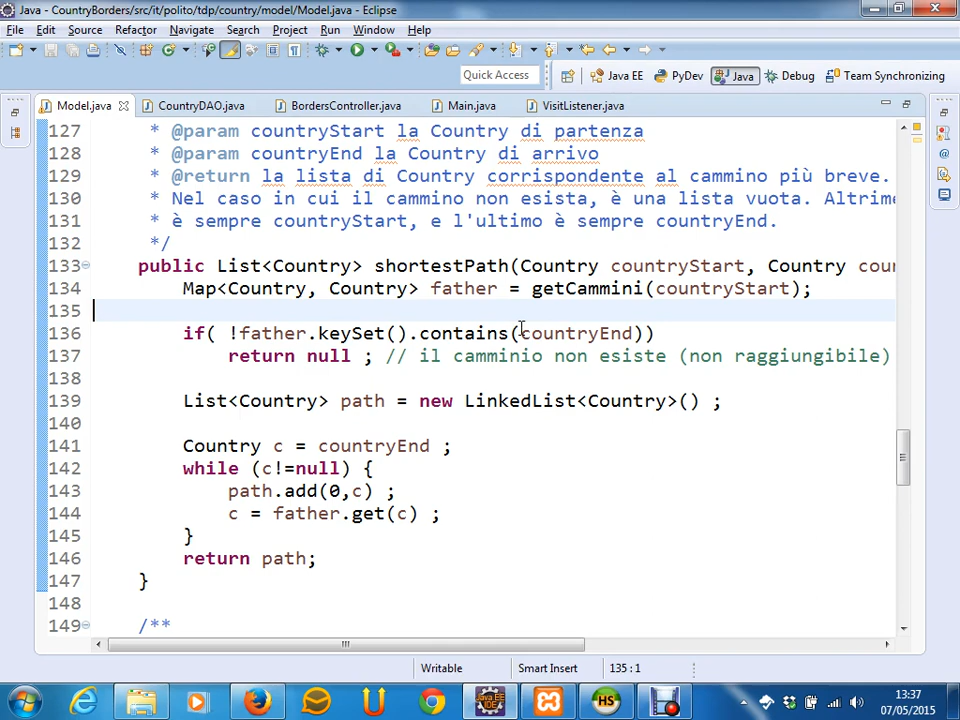 Java - CountryBorders/src/it/polito/tdp/country/model/Model.java - Eclipse
File Edit Source Refactor Navigate Search Project Run Window Help
Quick Access Java EE PyDev Java Debug Team Synchronizing
Model.java CountryDAO.java BordersController.java Main.java VisitListener.java
127 * @param countryStart la Country di partenza
128 * @param countryEnd la Country di arrivo
129 * @return la lista di Country corrispondente al cammino più breve.
130 * Nel caso in cui il cammino non esista, è una lista vuota. Altrime
131 * è sempre countryStart, e l'ultimo è sempre countryEnd.
132 */
133 public List<Country> shortestPath(Country countryStart, Country cou
134 Map<Country, Country> father = getCammini(countryStart);
135
136 if( !father.keySet().contains(countryEnd))
137 return null ; // il camminio non esiste (non raggiungibile)
138
139 List<Country> path = new LinkedList<Country>() ;
140
141 Country c = countryEnd ;
142 while (c!=null) {
143 path.add(0,c) ;
144 c = father.get(c) ;
145 }
146 return path;
147 }
148
149 /**
Writable Smart Insert 135 : 1
13:37
07/05/2015